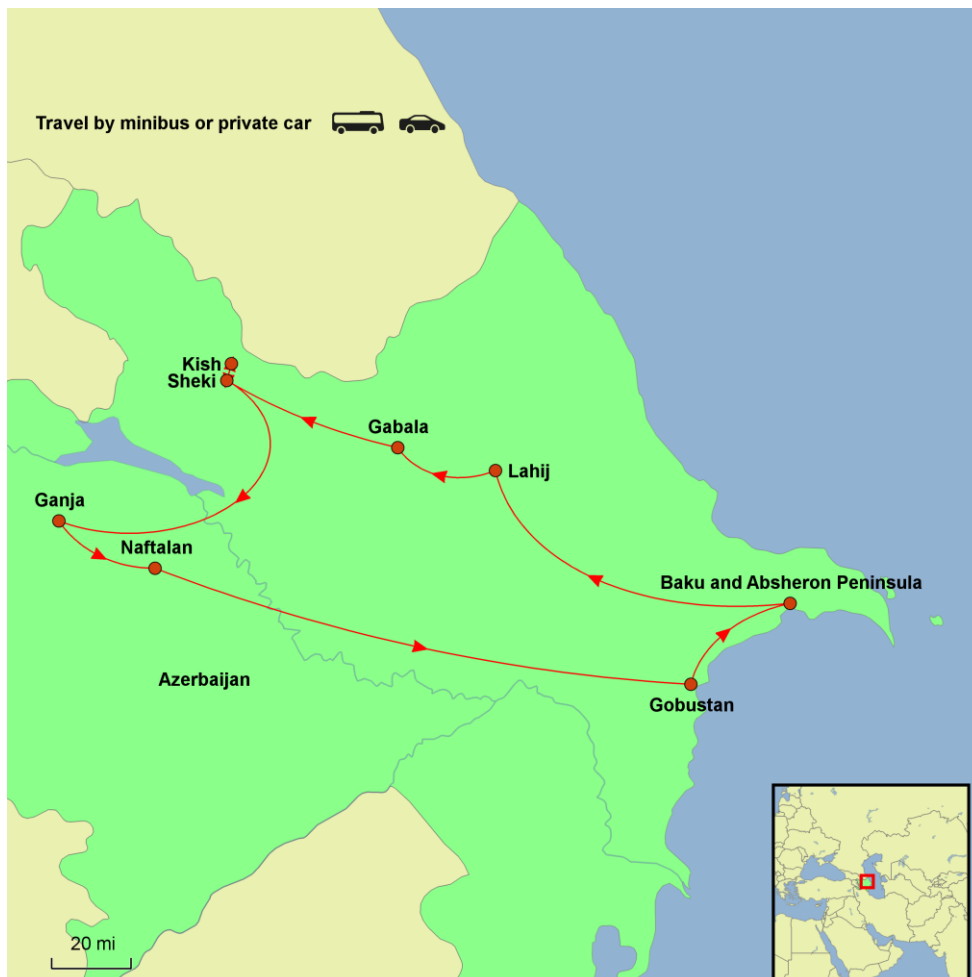 Travel by minibus or private car
Kish
Sheki
Gabala
Lahij
Ganja
Naftalan
Baku and Absheron Peninsula
Azerbaijan
Gobustan
20 mi